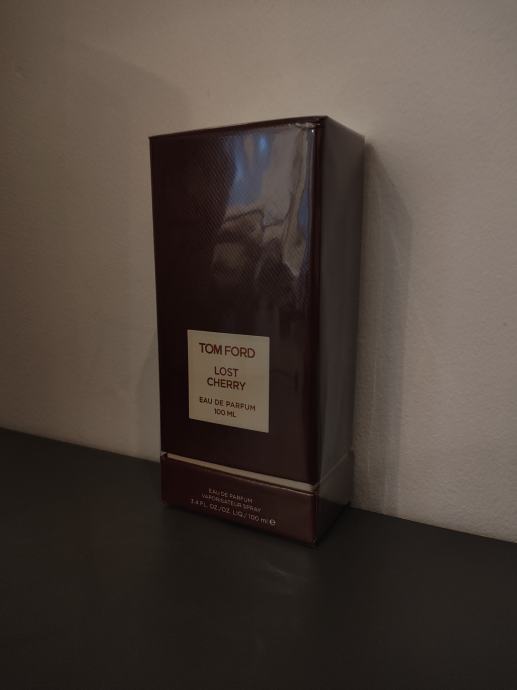 TOM FORD
LOST
CHERRY
EAU DE PARFUM
100 ML
EAU DE PARFUM
VAPORISATEUR SPRAY
3.4 FL. OZ./OZ. LIQ./ 100 ml ℮